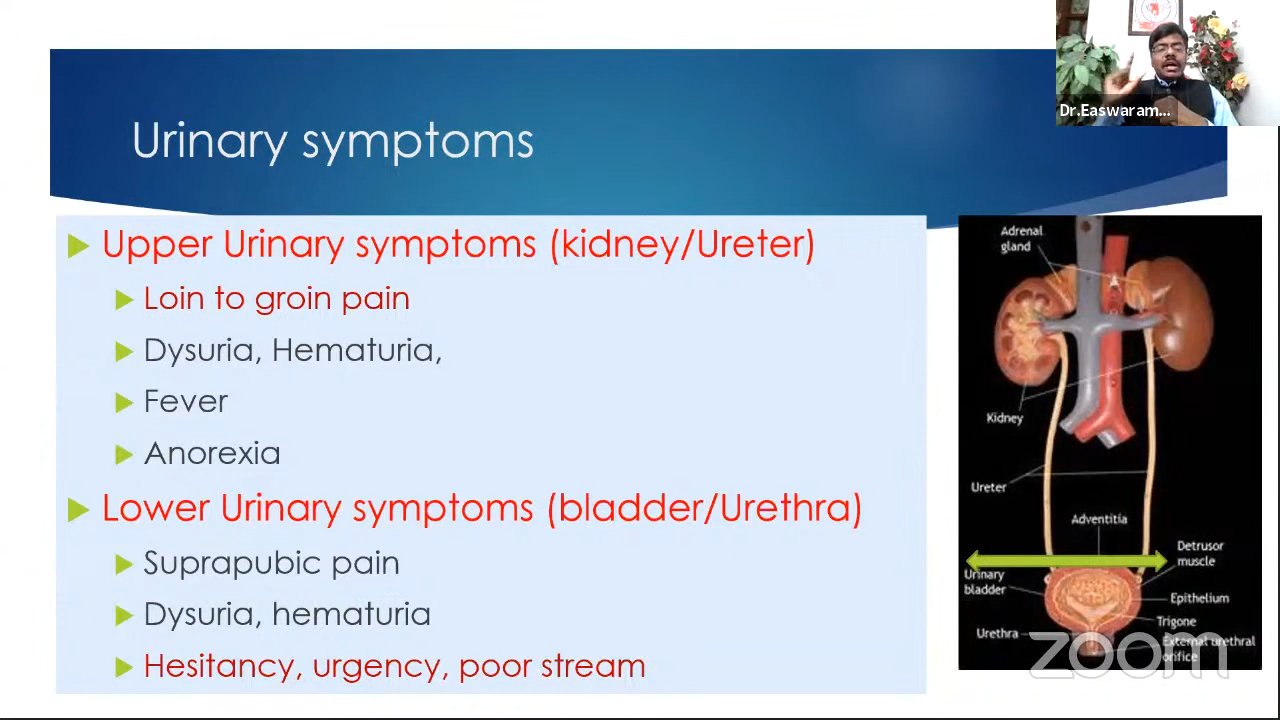 Dr.Easwaram...
Urinary symptoms
Upper Urinary symptoms (kidney/Ureter)
Loin to groin pain
Dysuria, Hematuria,
Fever
Anorexia
Lower Urinary symptoms (bladder/Urethra)
Suprapubic pain
Dysuria, hematuria
Hesitancy, urgency, poor stream
Adrenal
gland
Kidney
Ureter
Adventitia
Detrusor
muscle
Urinary
bladder
Epithelium
Trigone
Urethra
External urethral
orifice
zoom